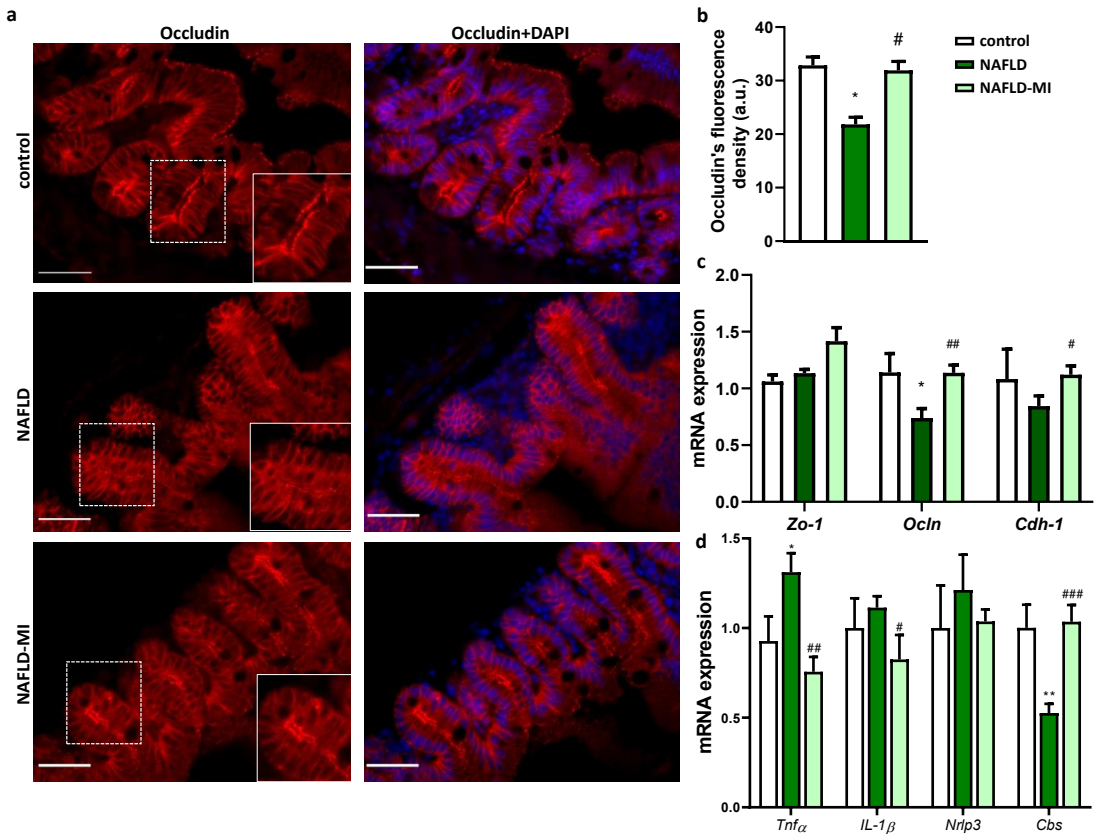 a
Occludin
Occludin+DAPI
control
NAFLD
NAFLD-MI
b
Occludin's fluorescence
density (a.u.)
40
30
20
10
0
*
#
control
NAFLD
NAFLD-MI
c
mRNA expression
2.0
1.5
1.0
0.5
0.0
*
##
#
Zo-1
Ocln
Cdh-1
d
mRNA expression
1.5
1.0
0.5
0.0
*
##
#
**
###
Tnfα
IL-1β
Nrlp3
Cbs